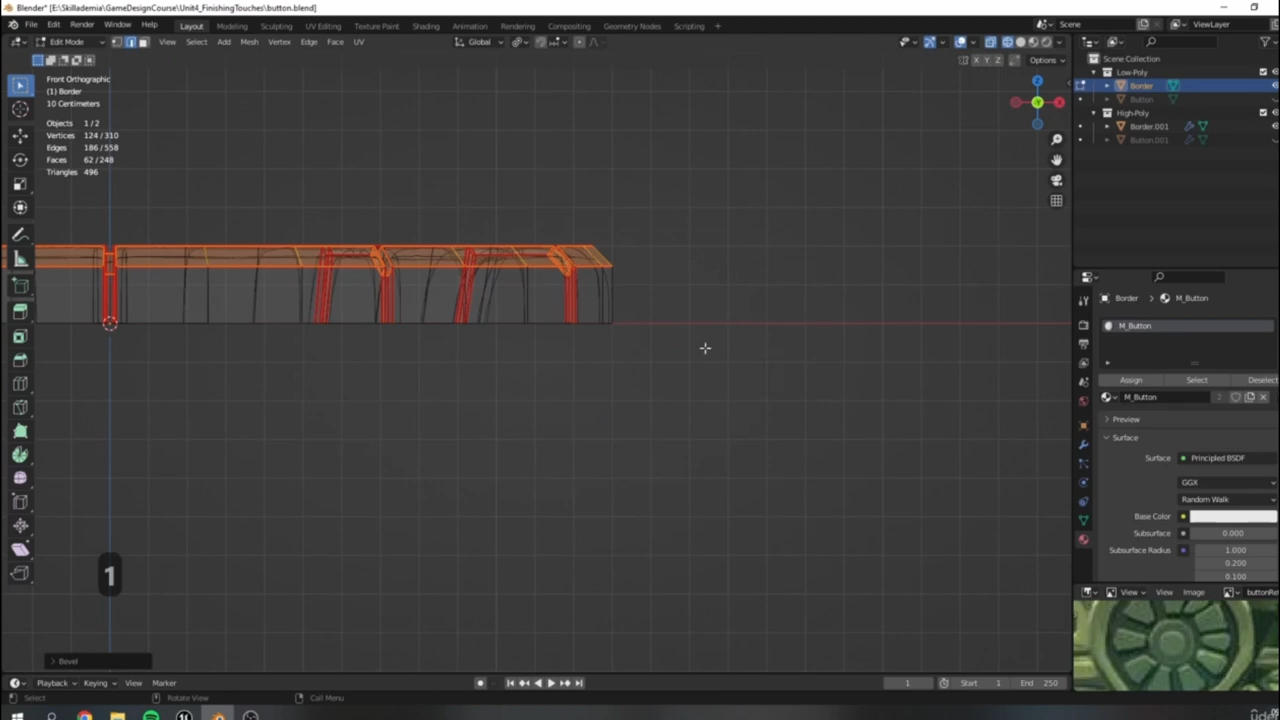 Blender* [E:\Skillademia\GameDesignCourse\Unit4_FinishingTouches\button.blend]
File Edit Render Window Help Layout Modeling Sculpting UV Editing Texture Paint Shading Animation Rendering Compositing Geometry Nodes Scripting Scene ViewLayer
Edit Mode View Select Add Mesh Vertex Edge Face UV Global
X Y Z Options
Front Orthographic
(1) Border
10 Centimeters
Objects 1/2
Vertices 124/310
Edges 186/558
Faces 62/248
Triangles 496
Z
Y
X
Scene Collection
Low-Poly
Border
Button
High-Poly
Border.001
Button.001
Border > M_Button
M_Button
Assign Select Deselect
M_Button 2
Preview
Surface
Surface Principled BSDF
GGX
Random Walk
Base Color
Subsurface 0.000
Subsurface Radius 1.000
0.200
0.100
View View Image buttonRe
1
Bevel
Playback Keying View Marker 1 Start 1 End 250
Select Rotate View Call Menu